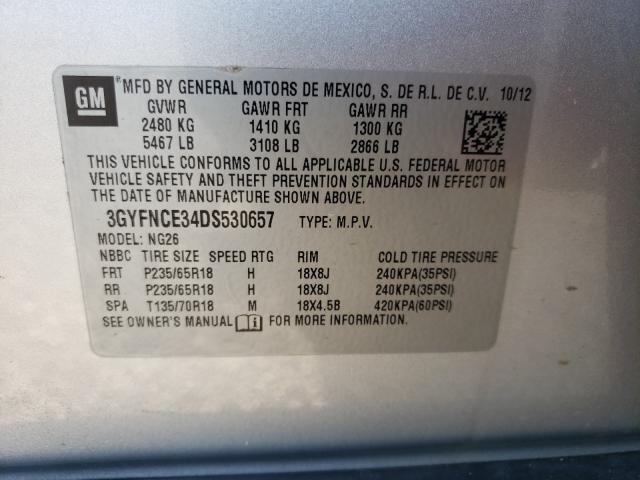 GM
® MFD BY GENERAL MOTORS DE MEXICO, S. DE R.L. DE C.V. 10/12
GVWR GAWR FRT GAWR RR
2480 KG 1410 KG 1300 KG
5467 LB 3108 LB 2866 LB
THIS VEHICLE CONFORMS TO ALL APPLICABLE U.S. FEDERAL MOTOR
VEHICLE SAFETY AND THEFT PREVENTION STANDARDS IN EFFECT ON
THE DATE OF MANUFACTURE SHOWN ABOVE.
3GYFNCE34DS530657 TYPE: M.P.V.
MODEL: NG26
NBBC TIRE SIZE SPEED RTG RIM COLD TIRE PRESSURE
FRT P235/65R18 H 18X8J 240KPA(35PSI)
RR P235/65R18 H 18X8J 240KPA(35PSI)
SPA T135/70R18 M 18X4.5B 420KPA(60PSI)
SEE OWNER'S MANUAL i FOR MORE INFORMATION.